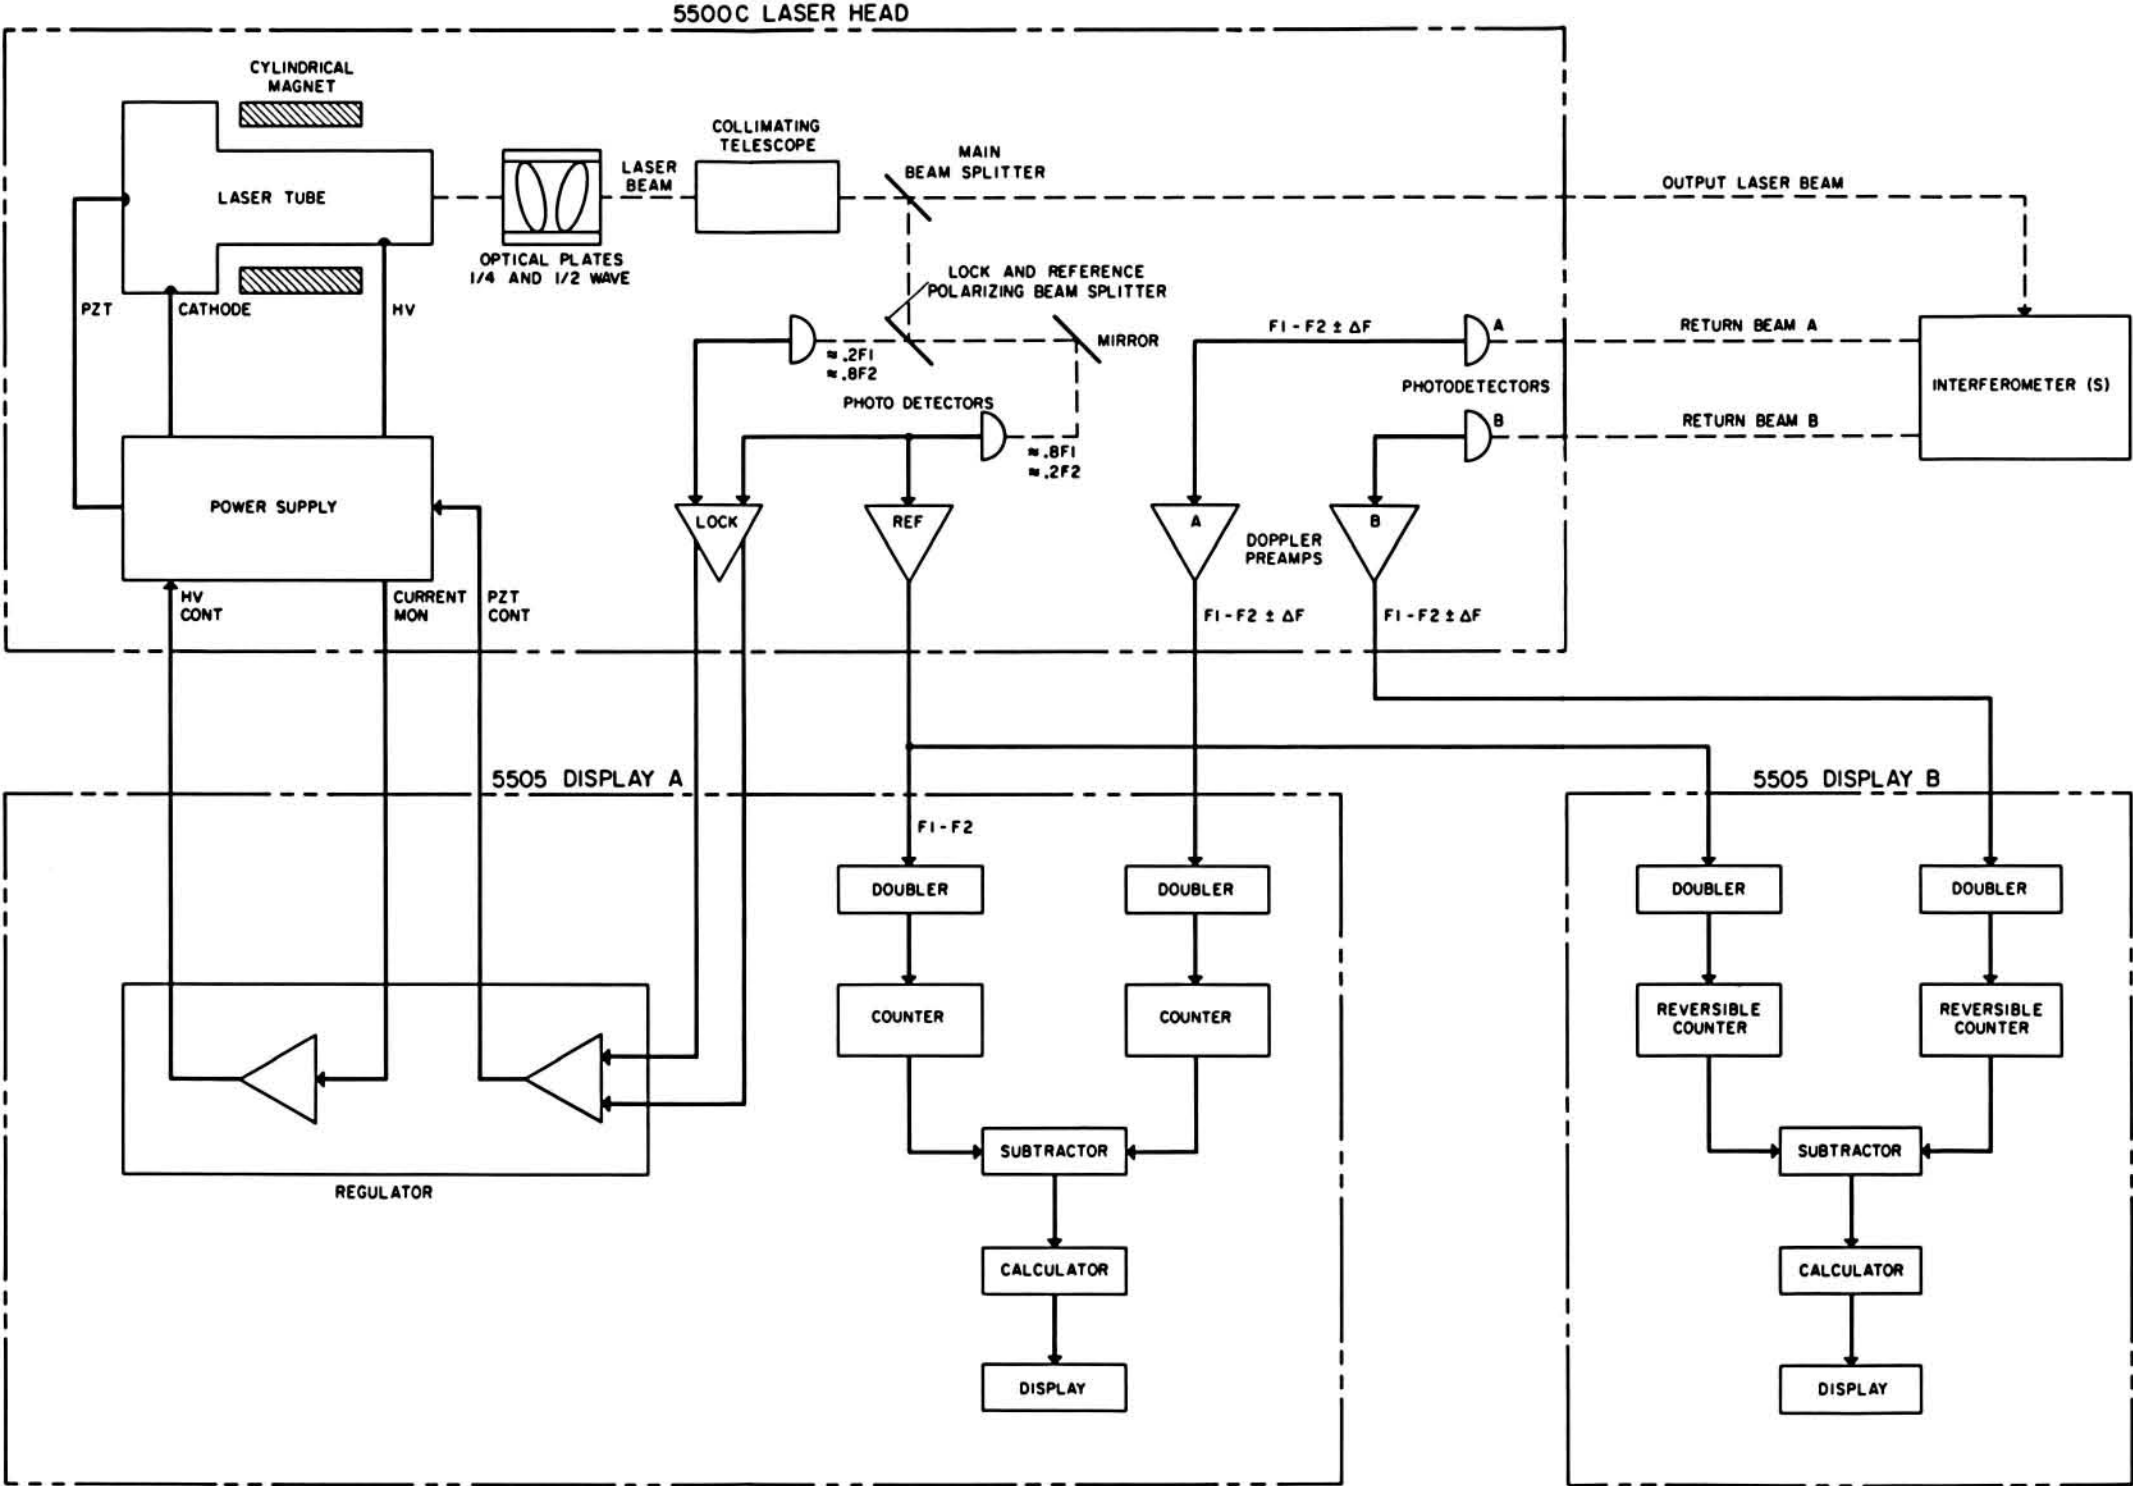 5500C LASER HEAD
CYLINDRICAL
MAGNET
LASER TUBE
OPTICAL PLATES
1/4 AND 1/2 WAVE
LASER
BEAM
COLLIMATING
TELESCOPE
MAIN
BEAM SPLITTER
OUTPUT LASER BEAM
LOCK AND REFERENCE
POLARIZING BEAM SPLITTER
PZT
CATHODE
HV
≈ .2F1
≈ .8F2
MIRROR
F1 - F2 ± ΔF
A
RETURN BEAM A
PHOTODETECTORS
INTERFEROMETER (S)
PHOTO DETECTORS
B
RETURN BEAM B
≈ .8F1
≈ .2F2
POWER SUPPLY
LOCK
REF
A
DOPPLER
PREAMPS
B
HV
CONT
CURRENT
MON
PZT
CONT
F1 - F2 ± ΔF
F1 - F2 ± ΔF
5505 DISPLAY A
5505 DISPLAY B
F1 - F2
DOUBLER
DOUBLER
DOUBLER
DOUBLER
COUNTER
COUNTER
REVERSIBLE
COUNTER
REVERSIBLE
COUNTER
SUBTRACTOR
SUBTRACTOR
REGULATOR
CALCULATOR
CALCULATOR
DISPLAY
DISPLAY